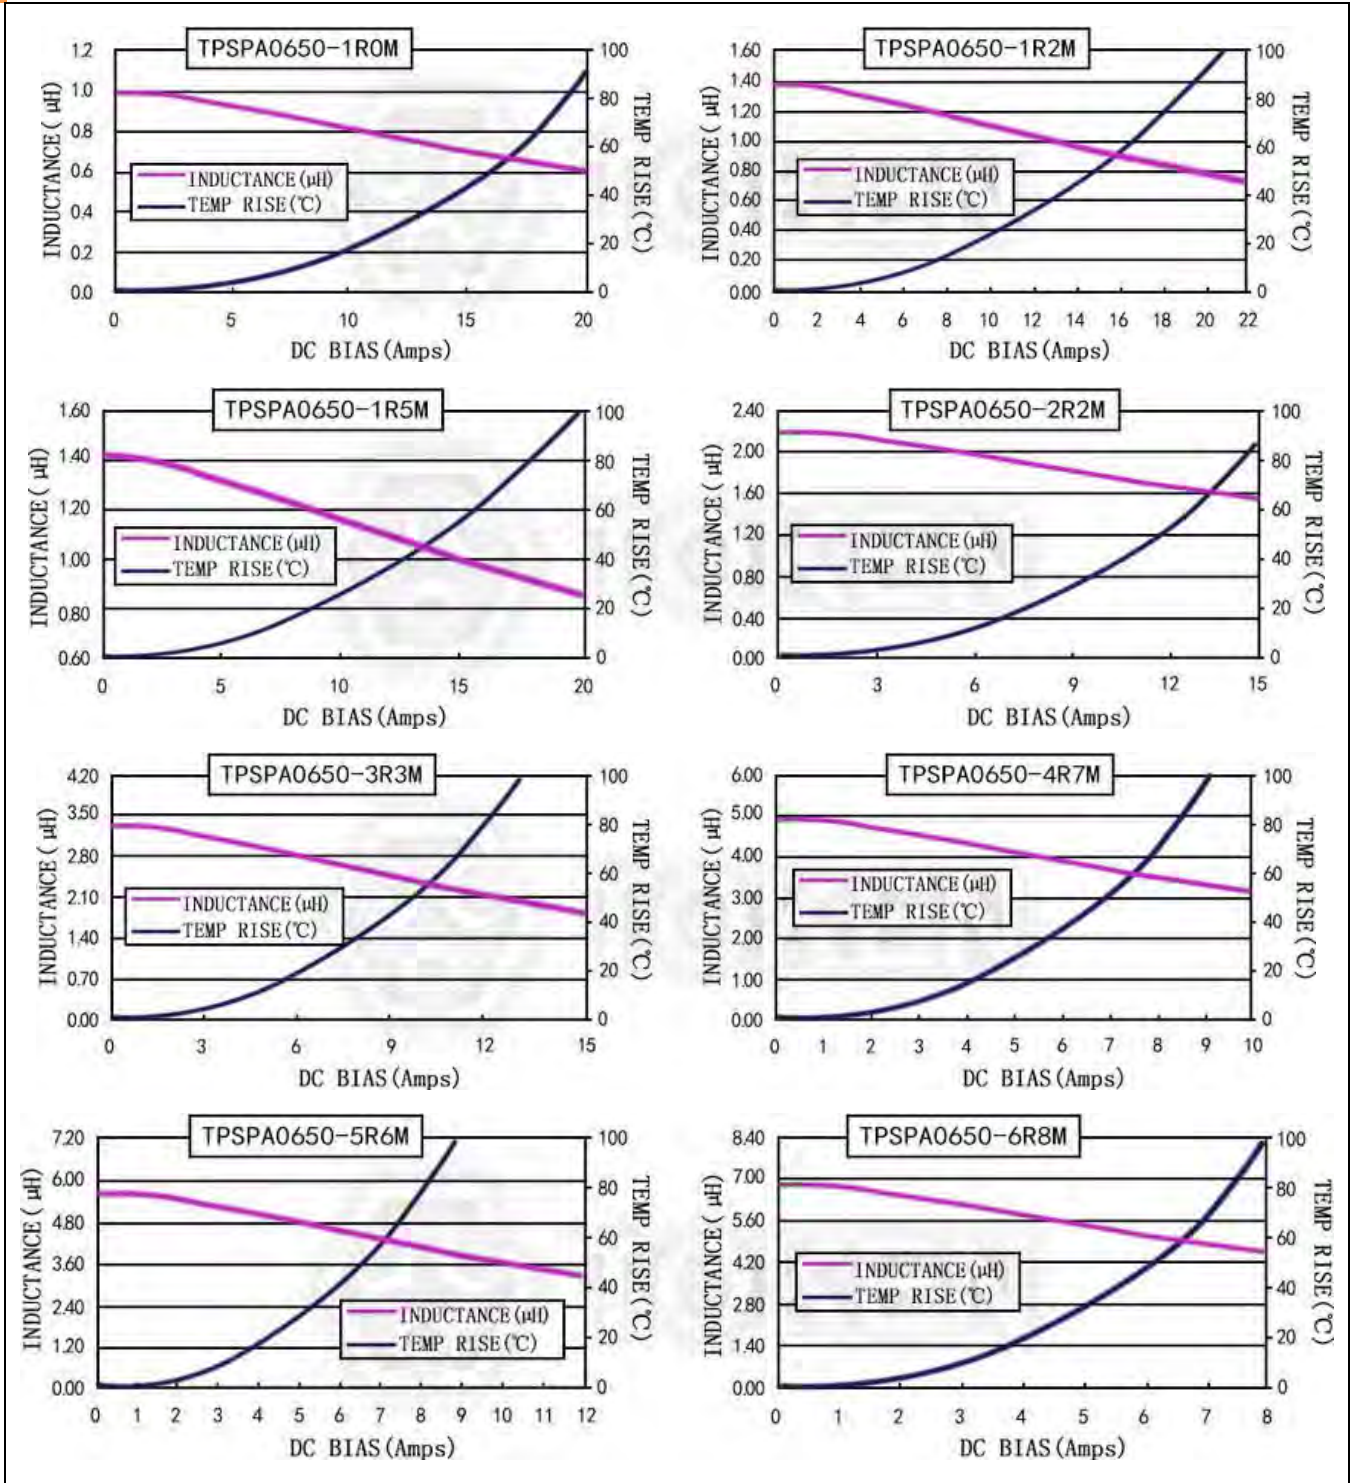 TPSPA0650-1R0M
INDUCTANCE( μH)
1.2
1.0
0.8
0.6
0.4
0.2
0.0
INDUCTANCE(μH)
TEMP RISE(℃)
100
80
60
40
20
0
TEMP RISE(℃)
0 5 10 15 20
DC BIAS(Amps)
TPSPA0650-1R2M
INDUCTANCE( μH)
1.60
1.40
1.20
1.00
0.80
0.60
0.40
0.20
0.00
INDUCTANCE(μH)
TEMP RISE(℃)
100
80
60
40
20
0
TEMP RISE(℃)
0 2 4 6 8 10 12 14 16 18 20 22
DC BIAS(Amps)
TPSPA0650-1R5M
INDUCTANCE( μH)
1.60
1.40
1.20
1.00
0.80
0.60
INDUCTANCE(μH)
TEMP RISE(℃)
100
80
60
40
20
0
TEMP RISE(℃)
0 5 10 15 20
DC BIAS(Amps)
TPSPA0650-2R2M
INDUCTANCE( μH)
2.40
2.00
1.60
1.20
0.80
0.40
0.00
INDUCTANCE(μH)
TEMP RISE(℃)
100
80
60
40
20
0
TEMP RISE(℃)
0 3 6 9 12 15
DC BIAS(Amps)
TPSPA0650-3R3M
INDUCTANCE( μH)
4.20
3.50
2.80
2.10
1.40
0.70
0.00
INDUCTANCE(μH)
TEMP RISE(℃)
100
80
60
40
20
0
TEMP RISE(℃)
0 3 6 9 12 15
DC BIAS(Amps)
TPSPA0650-4R7M
INDUCTANCE( μH)
6.00
5.00
4.00
3.00
2.00
1.00
0.00
INDUCTANCE(μH)
TEMP RISE(℃)
100
80
60
40
20
0
TEMP RISE(℃)
0 1 2 3 4 5 6 7 8 9 10
DC BIAS(Amps)
TPSPA0650-5R6M
INDUCTANCE( μH)
7.20
6.00
4.80
3.60
2.40
1.20
0.00
INDUCTANCE(μH)
TEMP RISE(℃)
100
80
60
40
20
0
TEMP RISE(℃)
0 1 2 3 4 5 6 7 8 9 10 11 12
DC BIAS(Amps)
TPSPA0650-6R8M
INDUCTANCE( μH)
8.40
7.00
5.60
4.20
2.80
1.40
0.00
INDUCTANCE(μH)
TEMP RISE(℃)
100
80
60
40
20
0
TEMP RISE(℃)
0 1 2 3 4 5 6 7 8
DC BIAS(Amps)